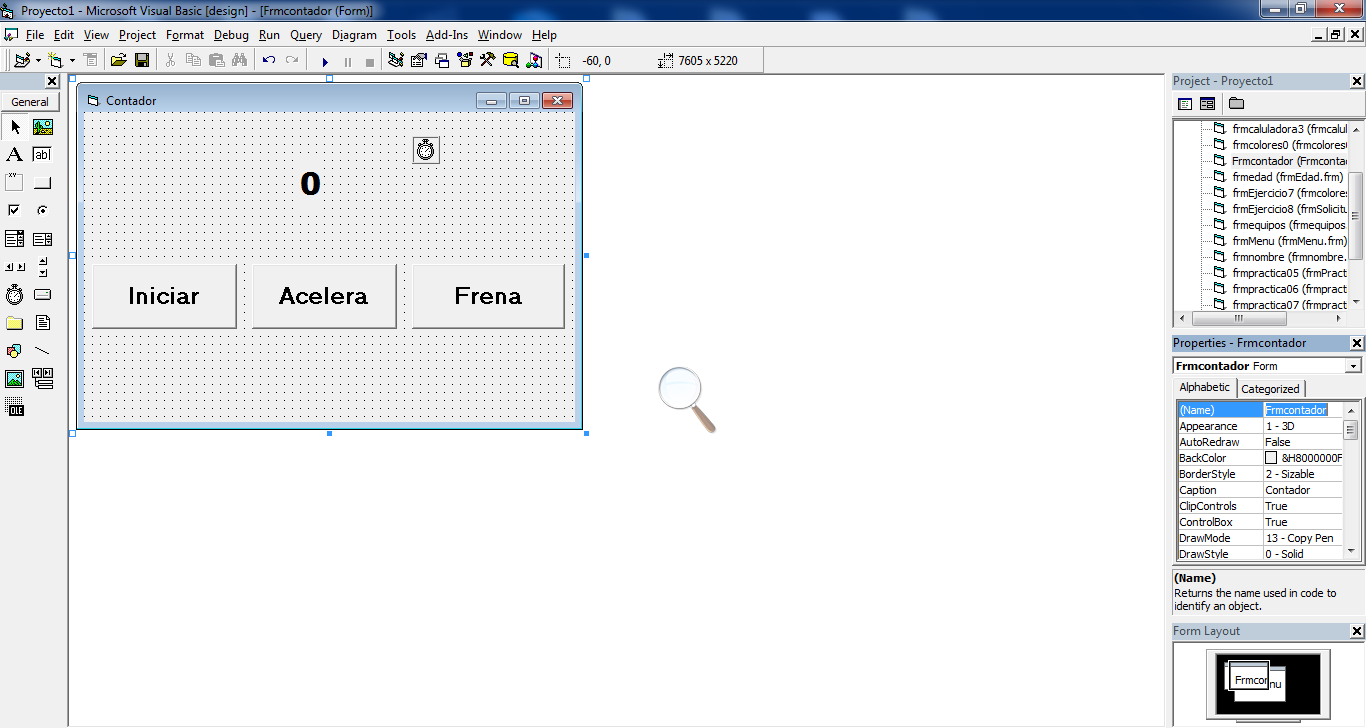 Proyecto1 - Microsoft Visual Basic [design] - [Frmcontador (Form)]
File Edit View Project Format Debug Run Query Diagram Tools Add-Ins Window Help
-60, 0 7605 x 5220
General
A ab|
xy
OLE
Contador
0
Iniciar Acelera Frena
Project - Proyecto1
frmcaluladora3 (frmcalul
frmcolores0 (frmcolores0
Frmcontador (Frmconta
frmedad (frmEdad.frm)
frmEjercicio7 (frmcolores
frmEjercicio8 (frmSolicitu
frmequipos (frmequipos
frmMenu (frmMenu.frm)
frmnombre (frmnombre.
frmpractica05 (frmPract
frmpractica06 (frmpract
frmpractica07 (frmpract
Properties - Frmcontador
Frmcontador Form
Alphabetic Categorized
(Name) Frmcontador
Appearance 1 - 3D
AutoRedraw False
BackColor &H8000000F
BorderStyle 2 - Sizable
Caption Contador
ClipControls True
ControlBox True
DrawMode 13 - Copy Pen
DrawStyle 0 - Solid
(Name)
Returns the name used in code to
identify an object.
Form Layout
Frmcor nu